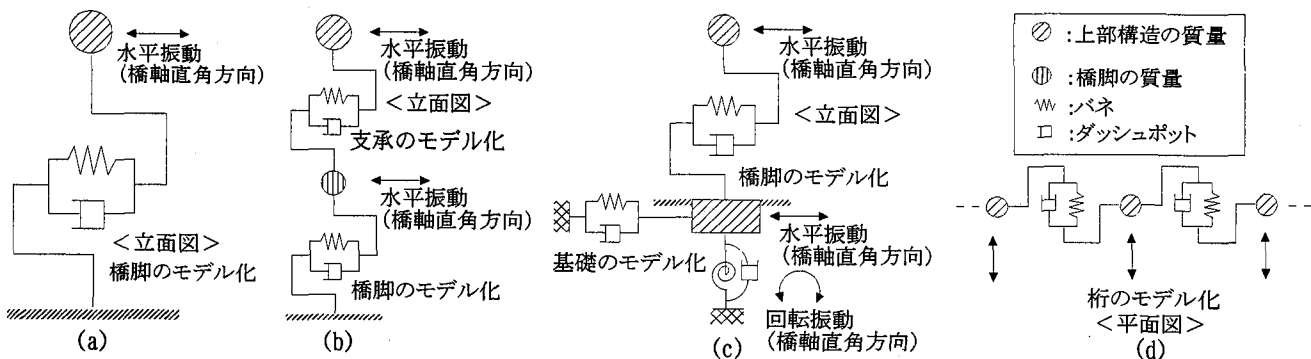 水平振動
(橋軸直角方向)
<立面図>
橋脚のモデル化
(a)
水平振動
(橋軸直角方向)
<立面図>
支承のモデル化
水平振動
(橋軸直角方向)
橋脚のモデル化
(b)
水平振動
(橋軸直角方向)
<立面図>
橋脚のモデル化
水平振動
(橋軸直角方向)
基礎のモデル化
回転振動
(橋軸直角方向)
(c)
:上部構造の質量
:橋脚の質量
:バネ
:ダッシュポット
桁のモデル化
<平面図>
(d)